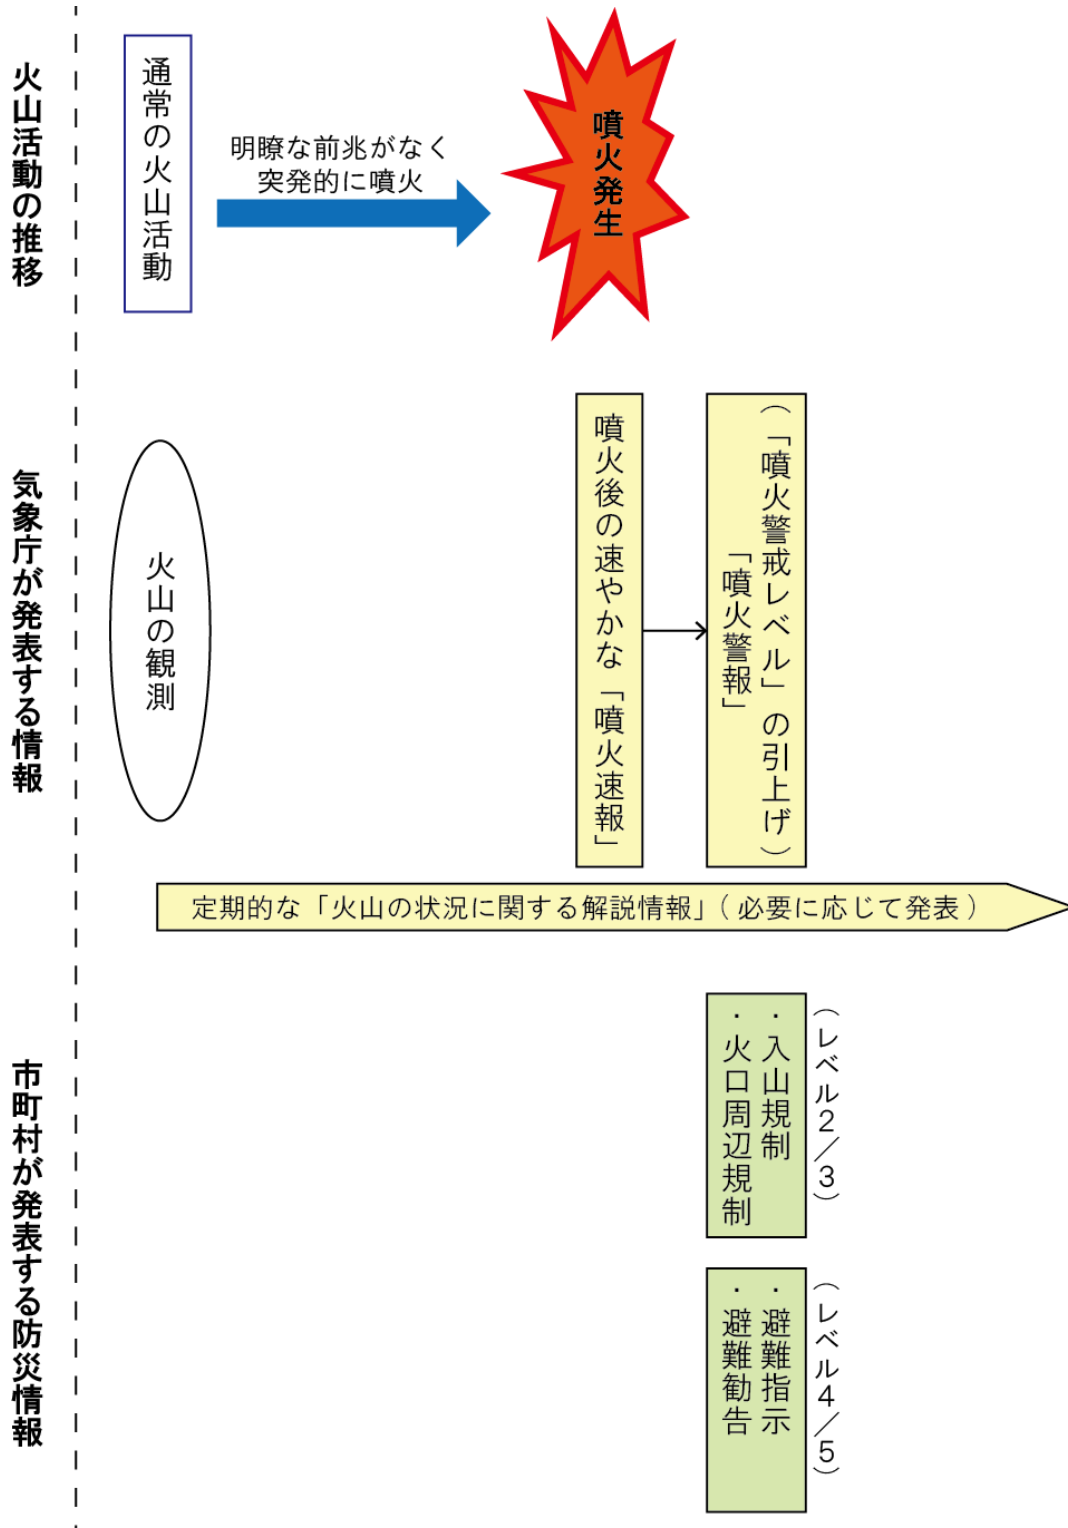 火山活動の推移
通常の火山活動
明瞭な前兆がなく
突発的に噴火
噴火発生
気象庁が発表する情報
火山の観測
噴火後の速やかな「噴火速報」
（「噴火警戒レベル」の引上げ）
「噴火警報」
定期的な「火山の状況に関する解説情報」（必要に応じて発表）
市町村が発表する防災情報
（レベル2／3）
・入山規制
・火口周辺規制
（レベル4／5）
・避難指示
・避難勧告